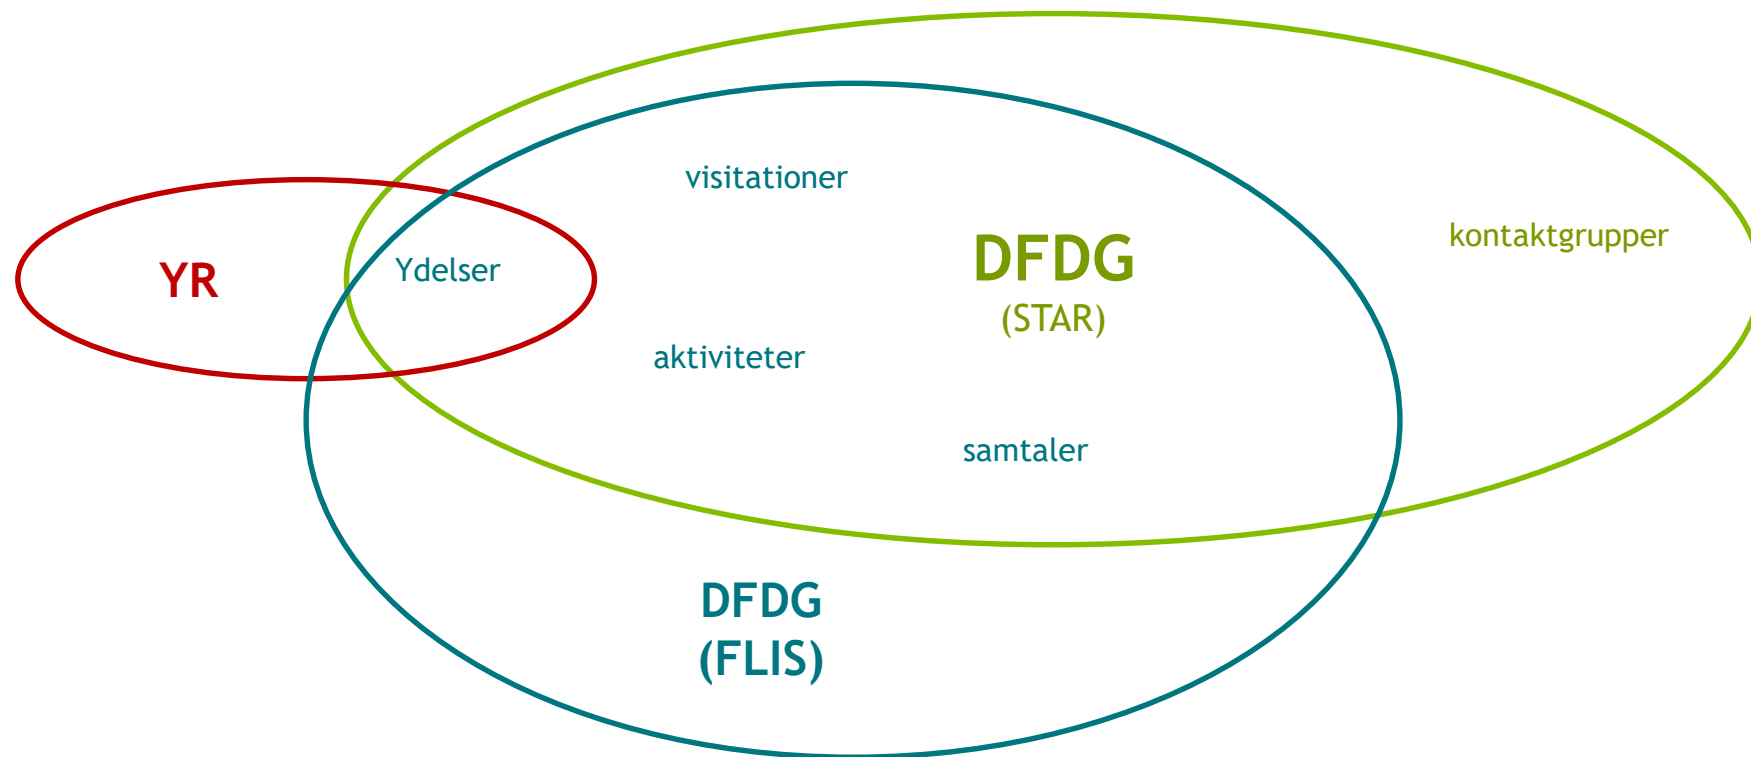 visitationer
kontaktgrupper
DFDG
(STAR)
YR
Ydelser
aktiviteter
samtaler
DFDG
(FLIS)